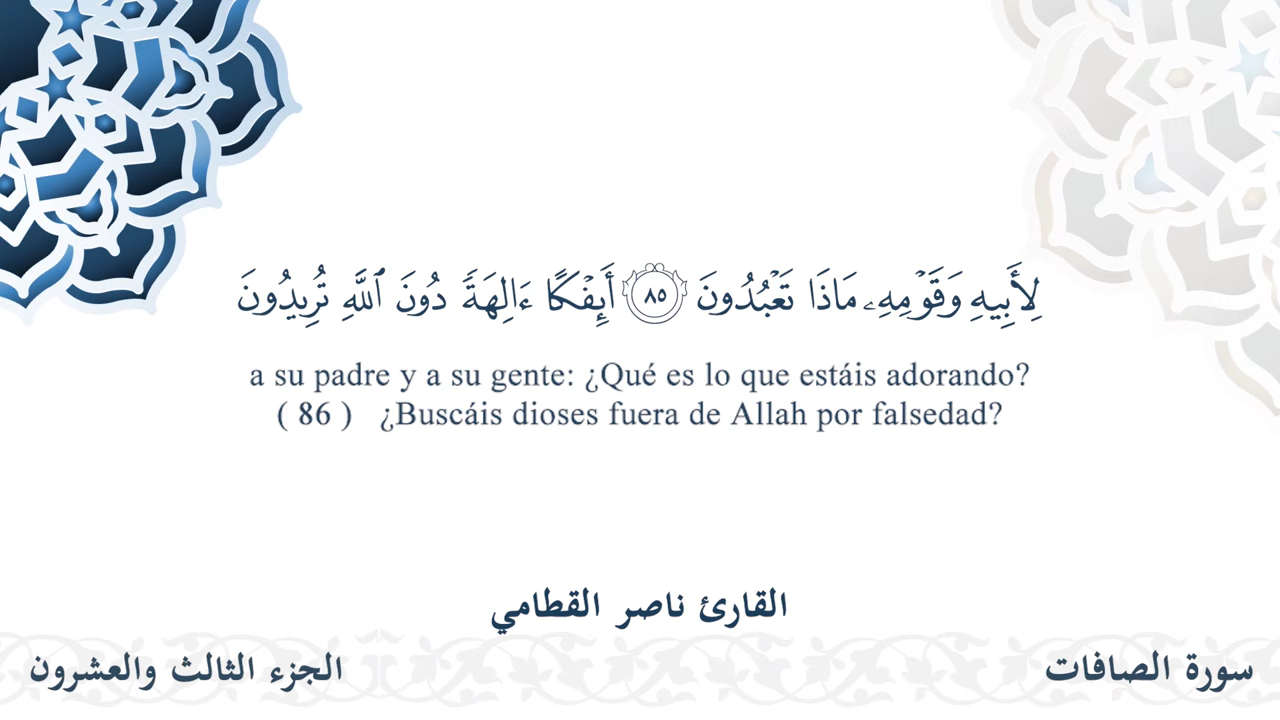 لِأَبِيهِ وَقَوْمِهِۦ مَاذَا تَعْبُدُونَ ٨٥ أَئِفْكًا ءَالِهَةً دُونَ ٱللَّهِ تُرِيدُونَ
a su padre y a su gente: ¿Qué es lo que estáis adorando?
( 86 ) ¿Buscáis dioses fuera de Allah por falsedad?
القارئ ناصر القطامي
سورة الصافات
الجزء الثالث والعشرون